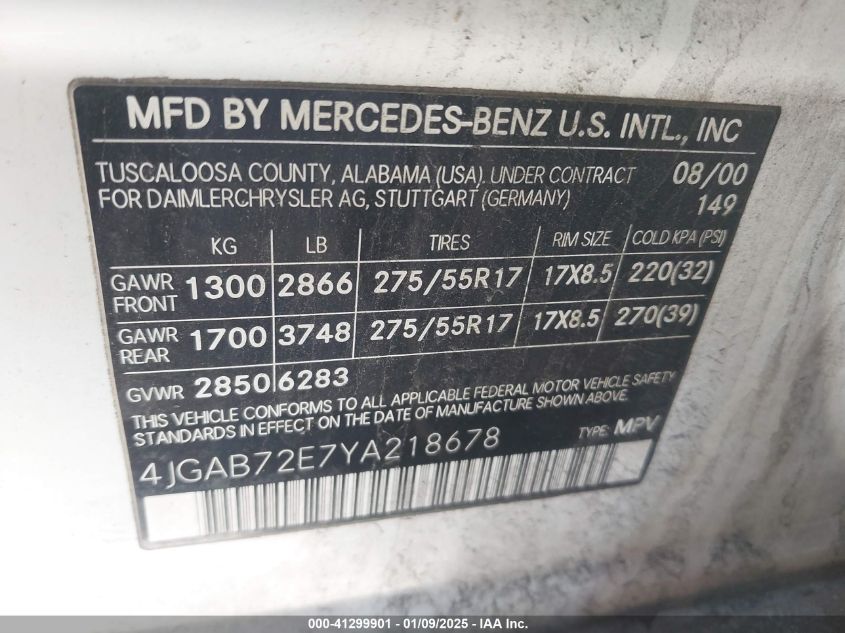 MFD BY MERCEDES-BENZ U.S. INTL., INC
TUSCALOOSA COUNTY, ALABAMA (USA). UNDER CONTRACT 08/00
FOR DAIMLERCHRYSLER AG, STUTTGART (GERMANY) 149
KG LB TIRES RIM SIZE COLD KPA (PSI)
GAWR FRONT 1300 2866 275/55R17 17X8.5 220(32)
GAWR REAR 1700 3748 275/55R17 17X8.5 270(39)
GVWR 2850 6283
THIS VEHICLE CONFORMS TO ALL APPLICABLE FEDERAL MOTOR VEHICLE SAFETY
STANDARDS IN EFFECT ON THE DATE OF MANUFACTURE SHOWN ABOVE.
4JGAB72E7YA218678 TYPE: MPV
000-41299901 - 01/09/2025 - IAA Inc.